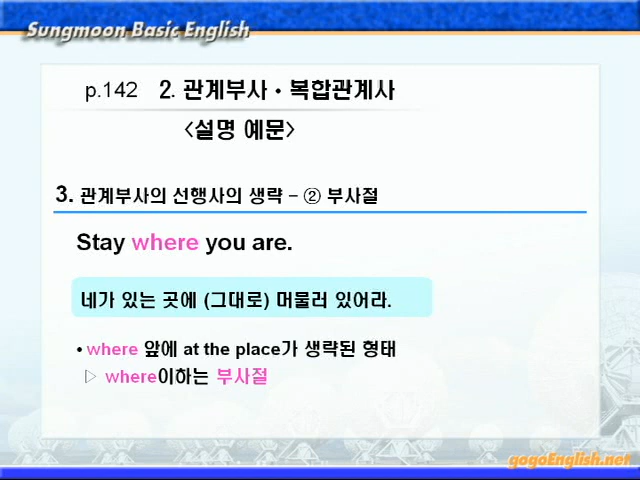 Sungmoon Basic English
p.142 2. 관계부사・복합관계사
<설명 예문>
3. 관계부사의 선행사의 생략 – ② 부사절
Stay where you are.
네가 있는 곳에 (그대로) 머물러 있어라.
• where 앞에 at the place가 생략된 형태
▷ where이하는 부사절
gogoEnglish.net